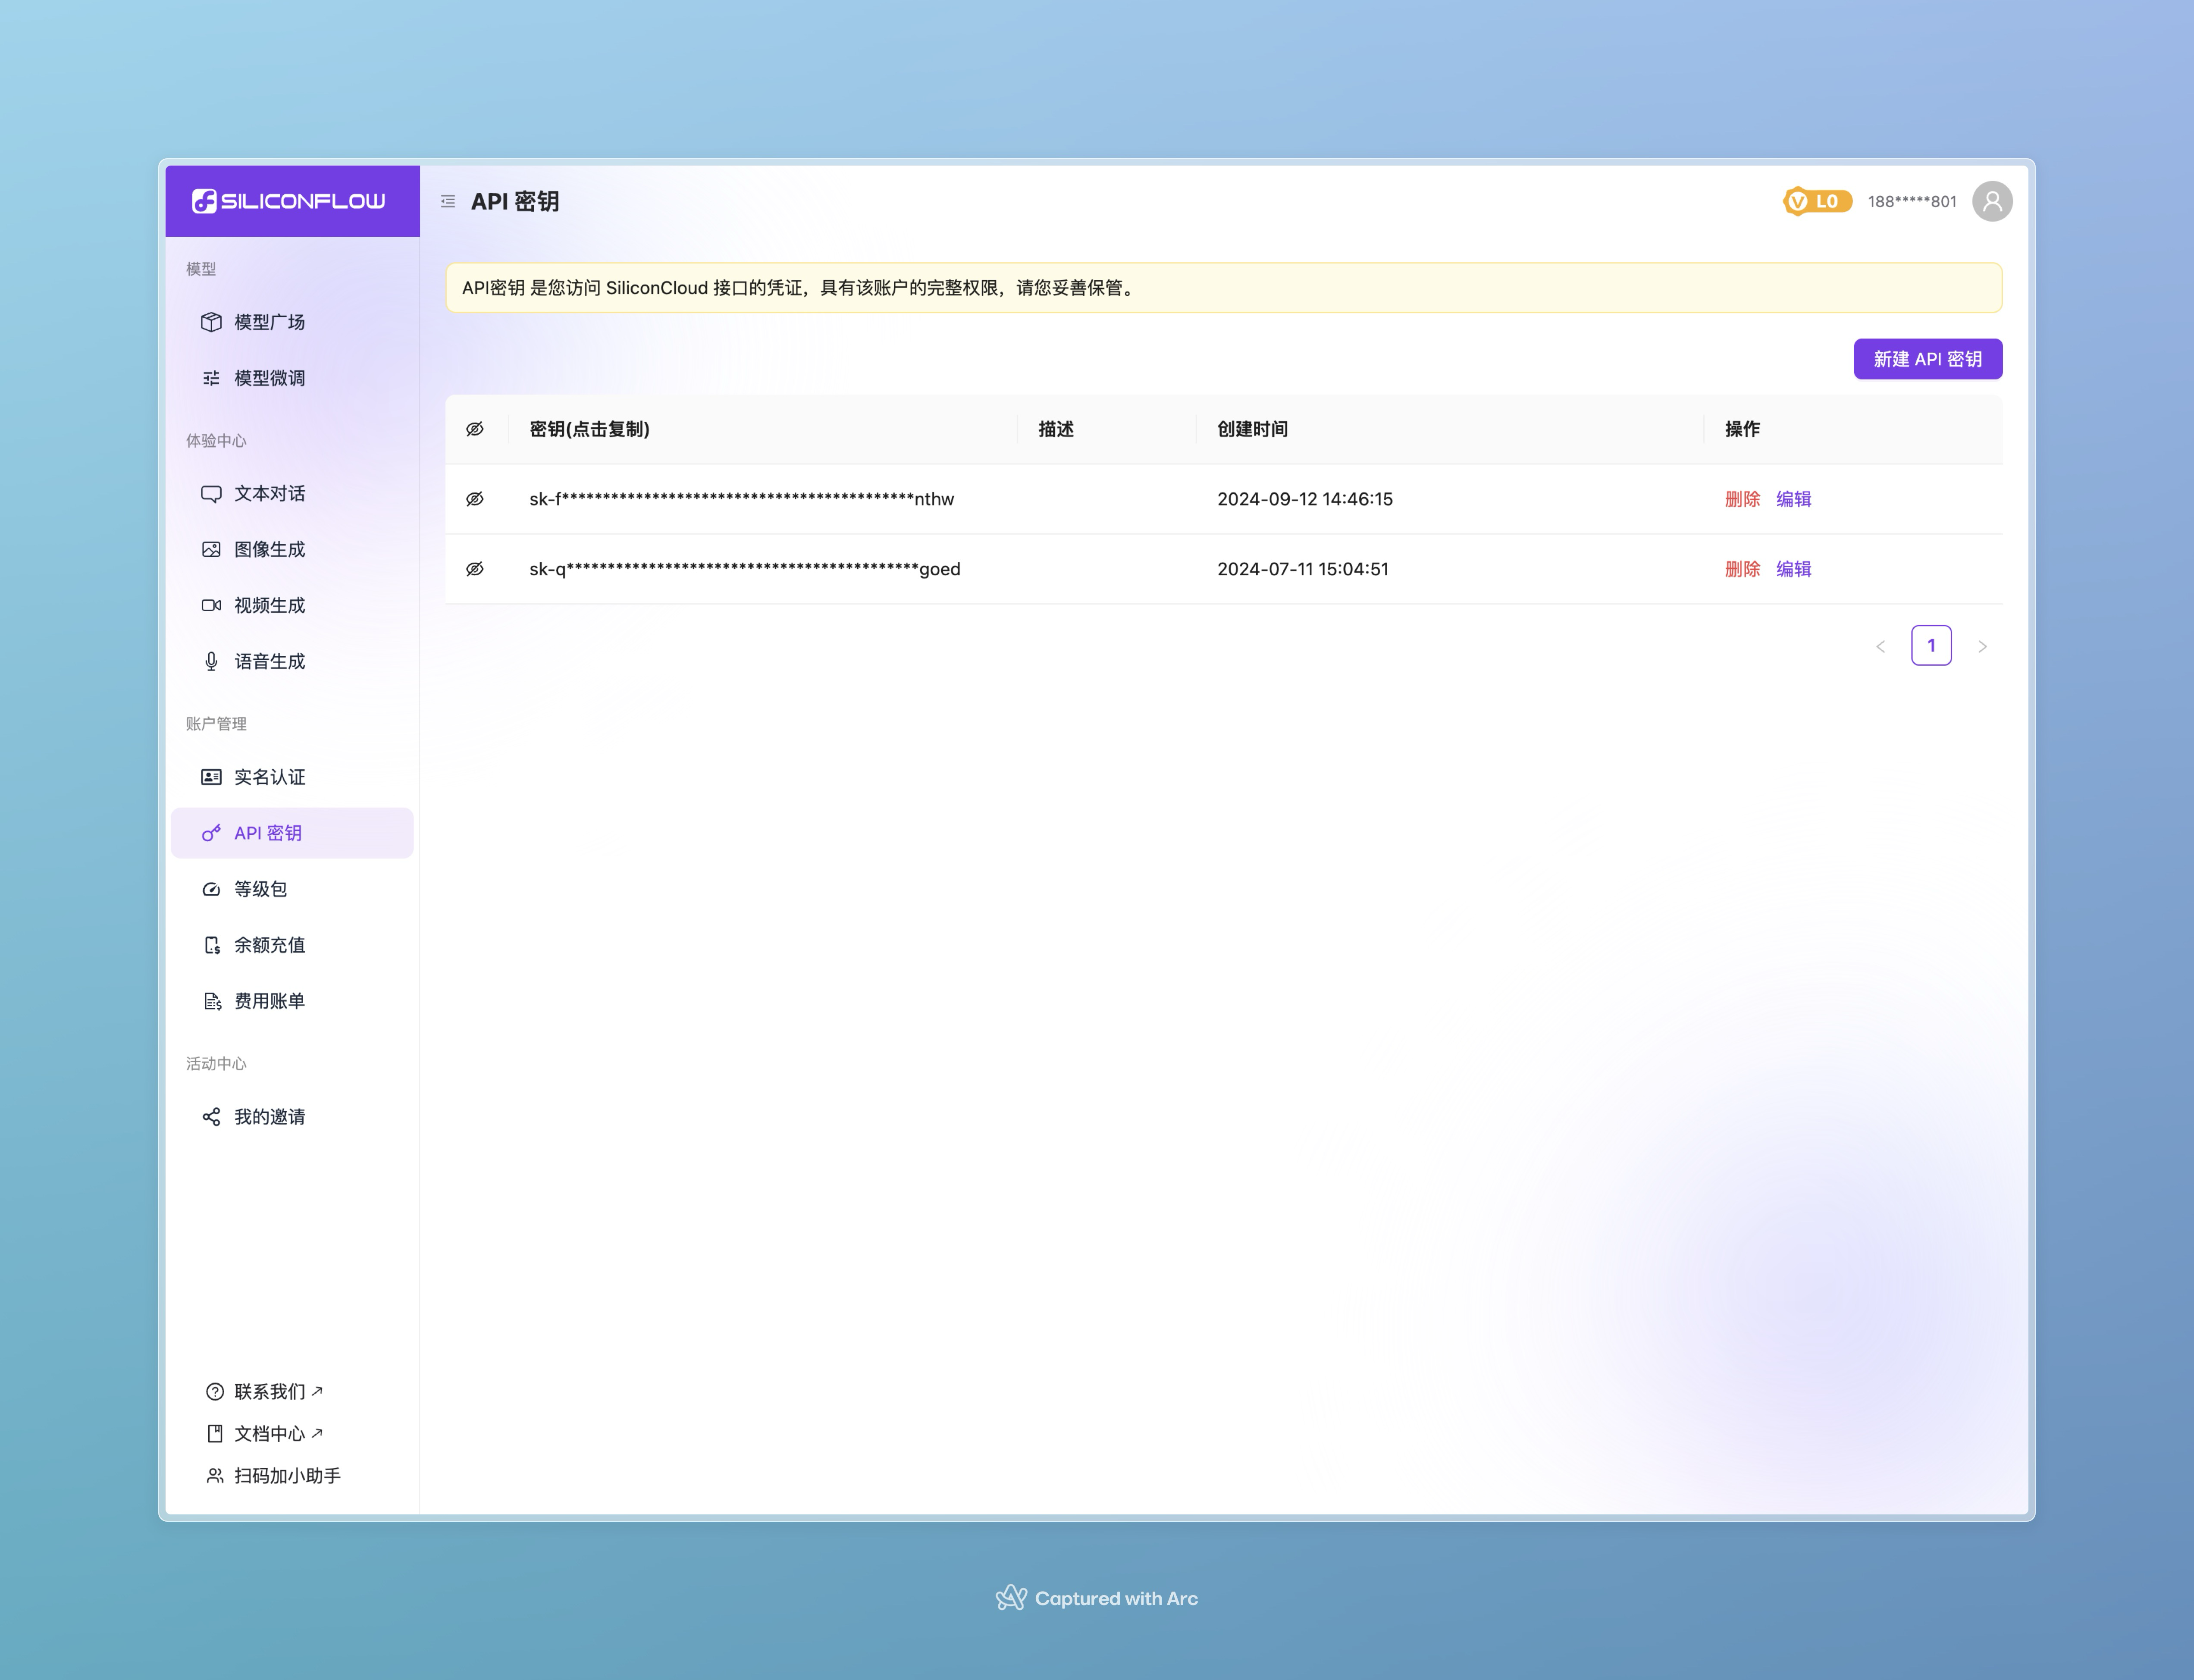 SILICONFLOW
模型
模型广场
模型微调
体验中心
文本对话
图像生成
视频生成
语音生成
账户管理
实名认证
API 密钥
等级包
余额充值
费用账单
活动中心
我的邀请
联系我们
文档中心
扫码加小助手
API 密钥
L0 188*****801
API密钥 是您访问 SiliconCloud 接口的凭证，具有该账户的完整权限，请您妥善保管。
新建 API 密钥
密钥(点击复制) 描述 创建时间 操作
sk-f*******************************************nthw 2024-09-12 14:46:15 删除 编辑
sk-q*******************************************goed 2024-07-11 15:04:51 删除 编辑
1
Captured with Arc